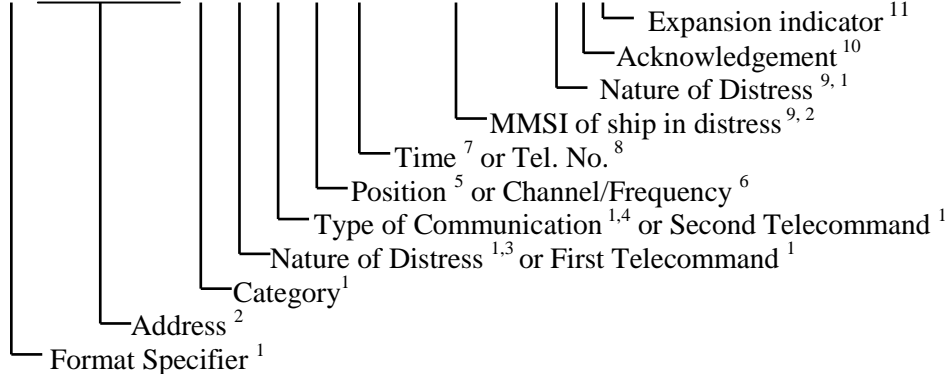 Expansion indicator 11
Acknowledgement 10
Nature of Distress 9, 1
MMSI of ship in distress 9, 2
Time 7 or Tel. No. 8
Position 5 or Channel/Frequency 6
Type of Communication 1,4 or Second Telecommand 1
Nature of Distress 1,3 or First Telecommand 1
Category1
Address 2
Format Specifier 1